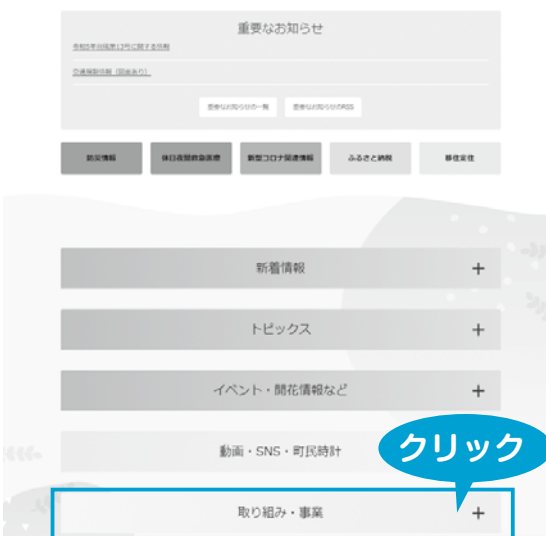 重要なお知らせ
令和5年台風第13号に関する情報
交通規制情報（図面あり）
重要なお知らせの一覧 重要なお知らせのRSS
防災情報 休日夜間救急医療 新型コロナ関連情報 ふるさと納税 移住定住
新着情報 +
トピックス +
イベント・開花情報など +
動画・SNS・町民時計
クリック
取り組み・事業 +